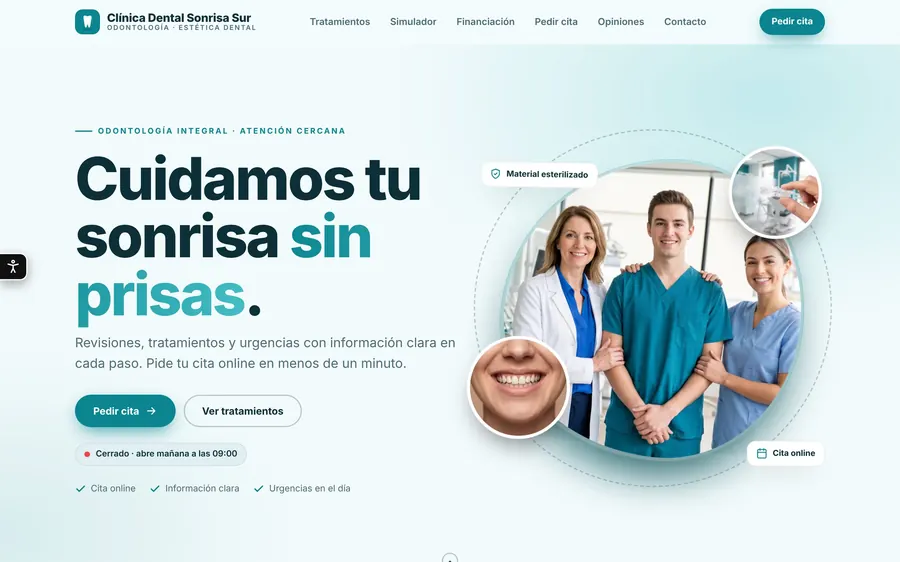 Clínica Dental Sonrisa Sur
ODONTOLOGÍA · ESTÉTICA DENTAL
Tratamientos
Simulador
Financiación
Pedir cita
Opiniones
Contacto
Pedir cita
ODONTOLOGÍA INTEGRAL · ATENCIÓN CERCANA
Cuidamos tu
sonrisa sin
prisas.
Revisiones, tratamientos y urgencias con información clara en
cada paso. Pide tu cita online en menos de un minuto.
Pedir cita
Ver tratamientos
Cerrado · abre mañana a las 09:00
Cita online
Información clara
Urgencias en el día
Material esterilizado
Cita online